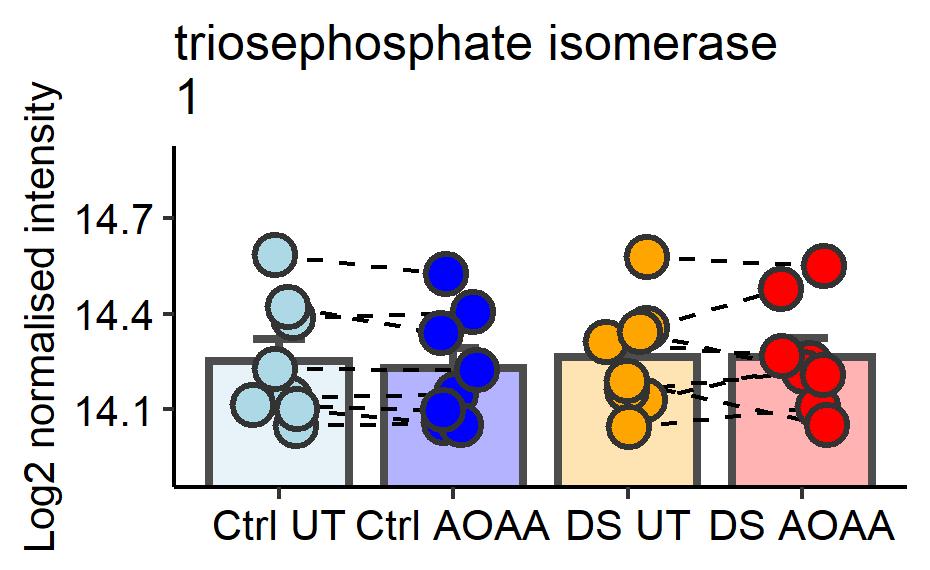 triosephosphate isomerase
1
Log2 normalised intensity
14.7
14.4
14.1
Ctrl UT Ctrl AOAA DS UT DS AOAA